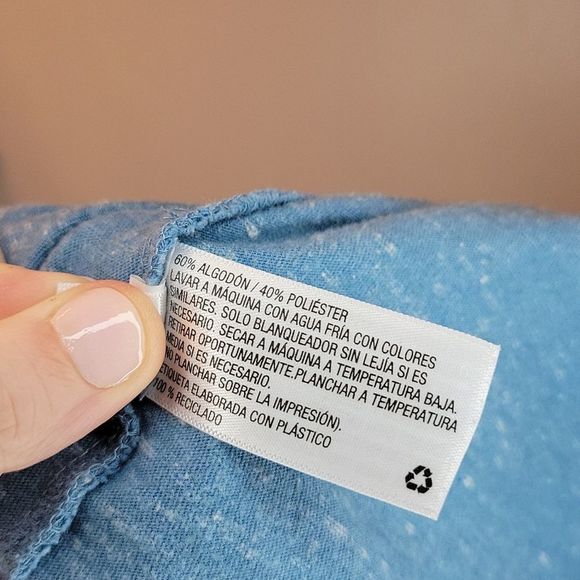 60% ALGODÓN / 40% POLIÉSTER
LAVAR A MÁQUINA CON AGUA FRÍA CON COLORES
SIMILARES. SOLO BLANQUEADOR SIN LEJÍA SI ES
NECESARIO. SECAR A MÁQUINA A TEMPERATURA BAJA.
RETIRAR OPORTUNAMENTE.PLANCHAR A TEMPERATURA
MEDIA SI ES NECESARIO.
NO PLANCHAR SOBRE LA IMPRESIÓN).
ETIQUETA ELABORADA CON PLÁSTICO
100 % RECICLADO